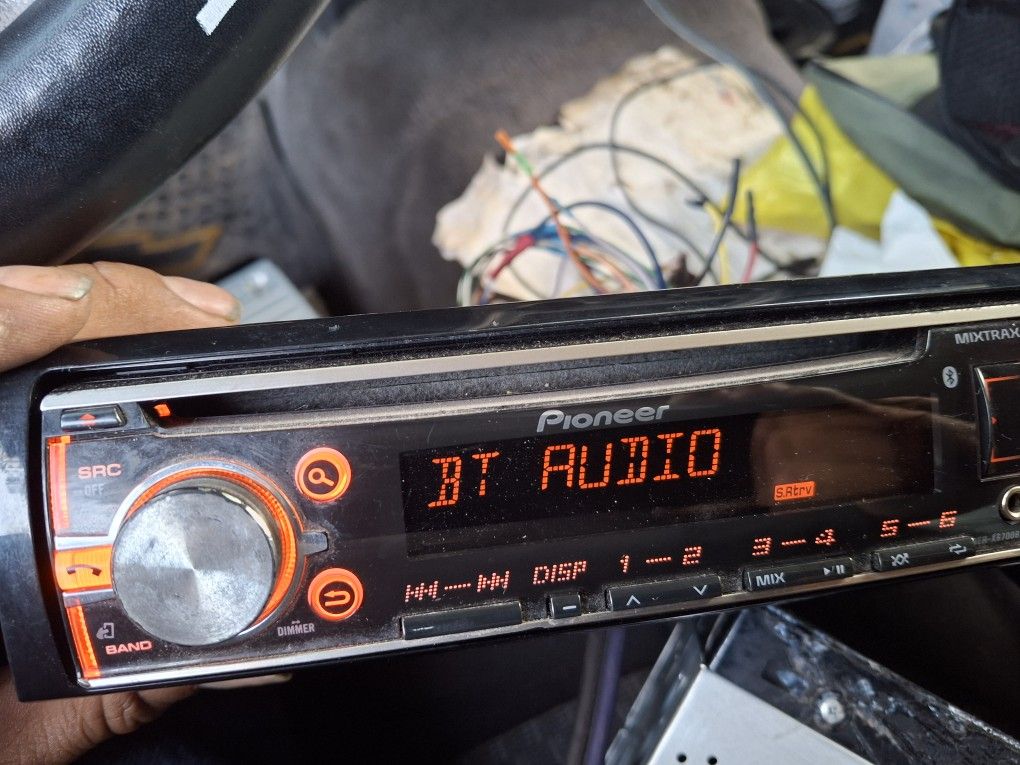 MIXTRAX
Pioneer
SRC
OFF
BT AUDIO
S.Rtrv
DISP
1 2
3 4
5 6
MIX
DIMMER
BAND